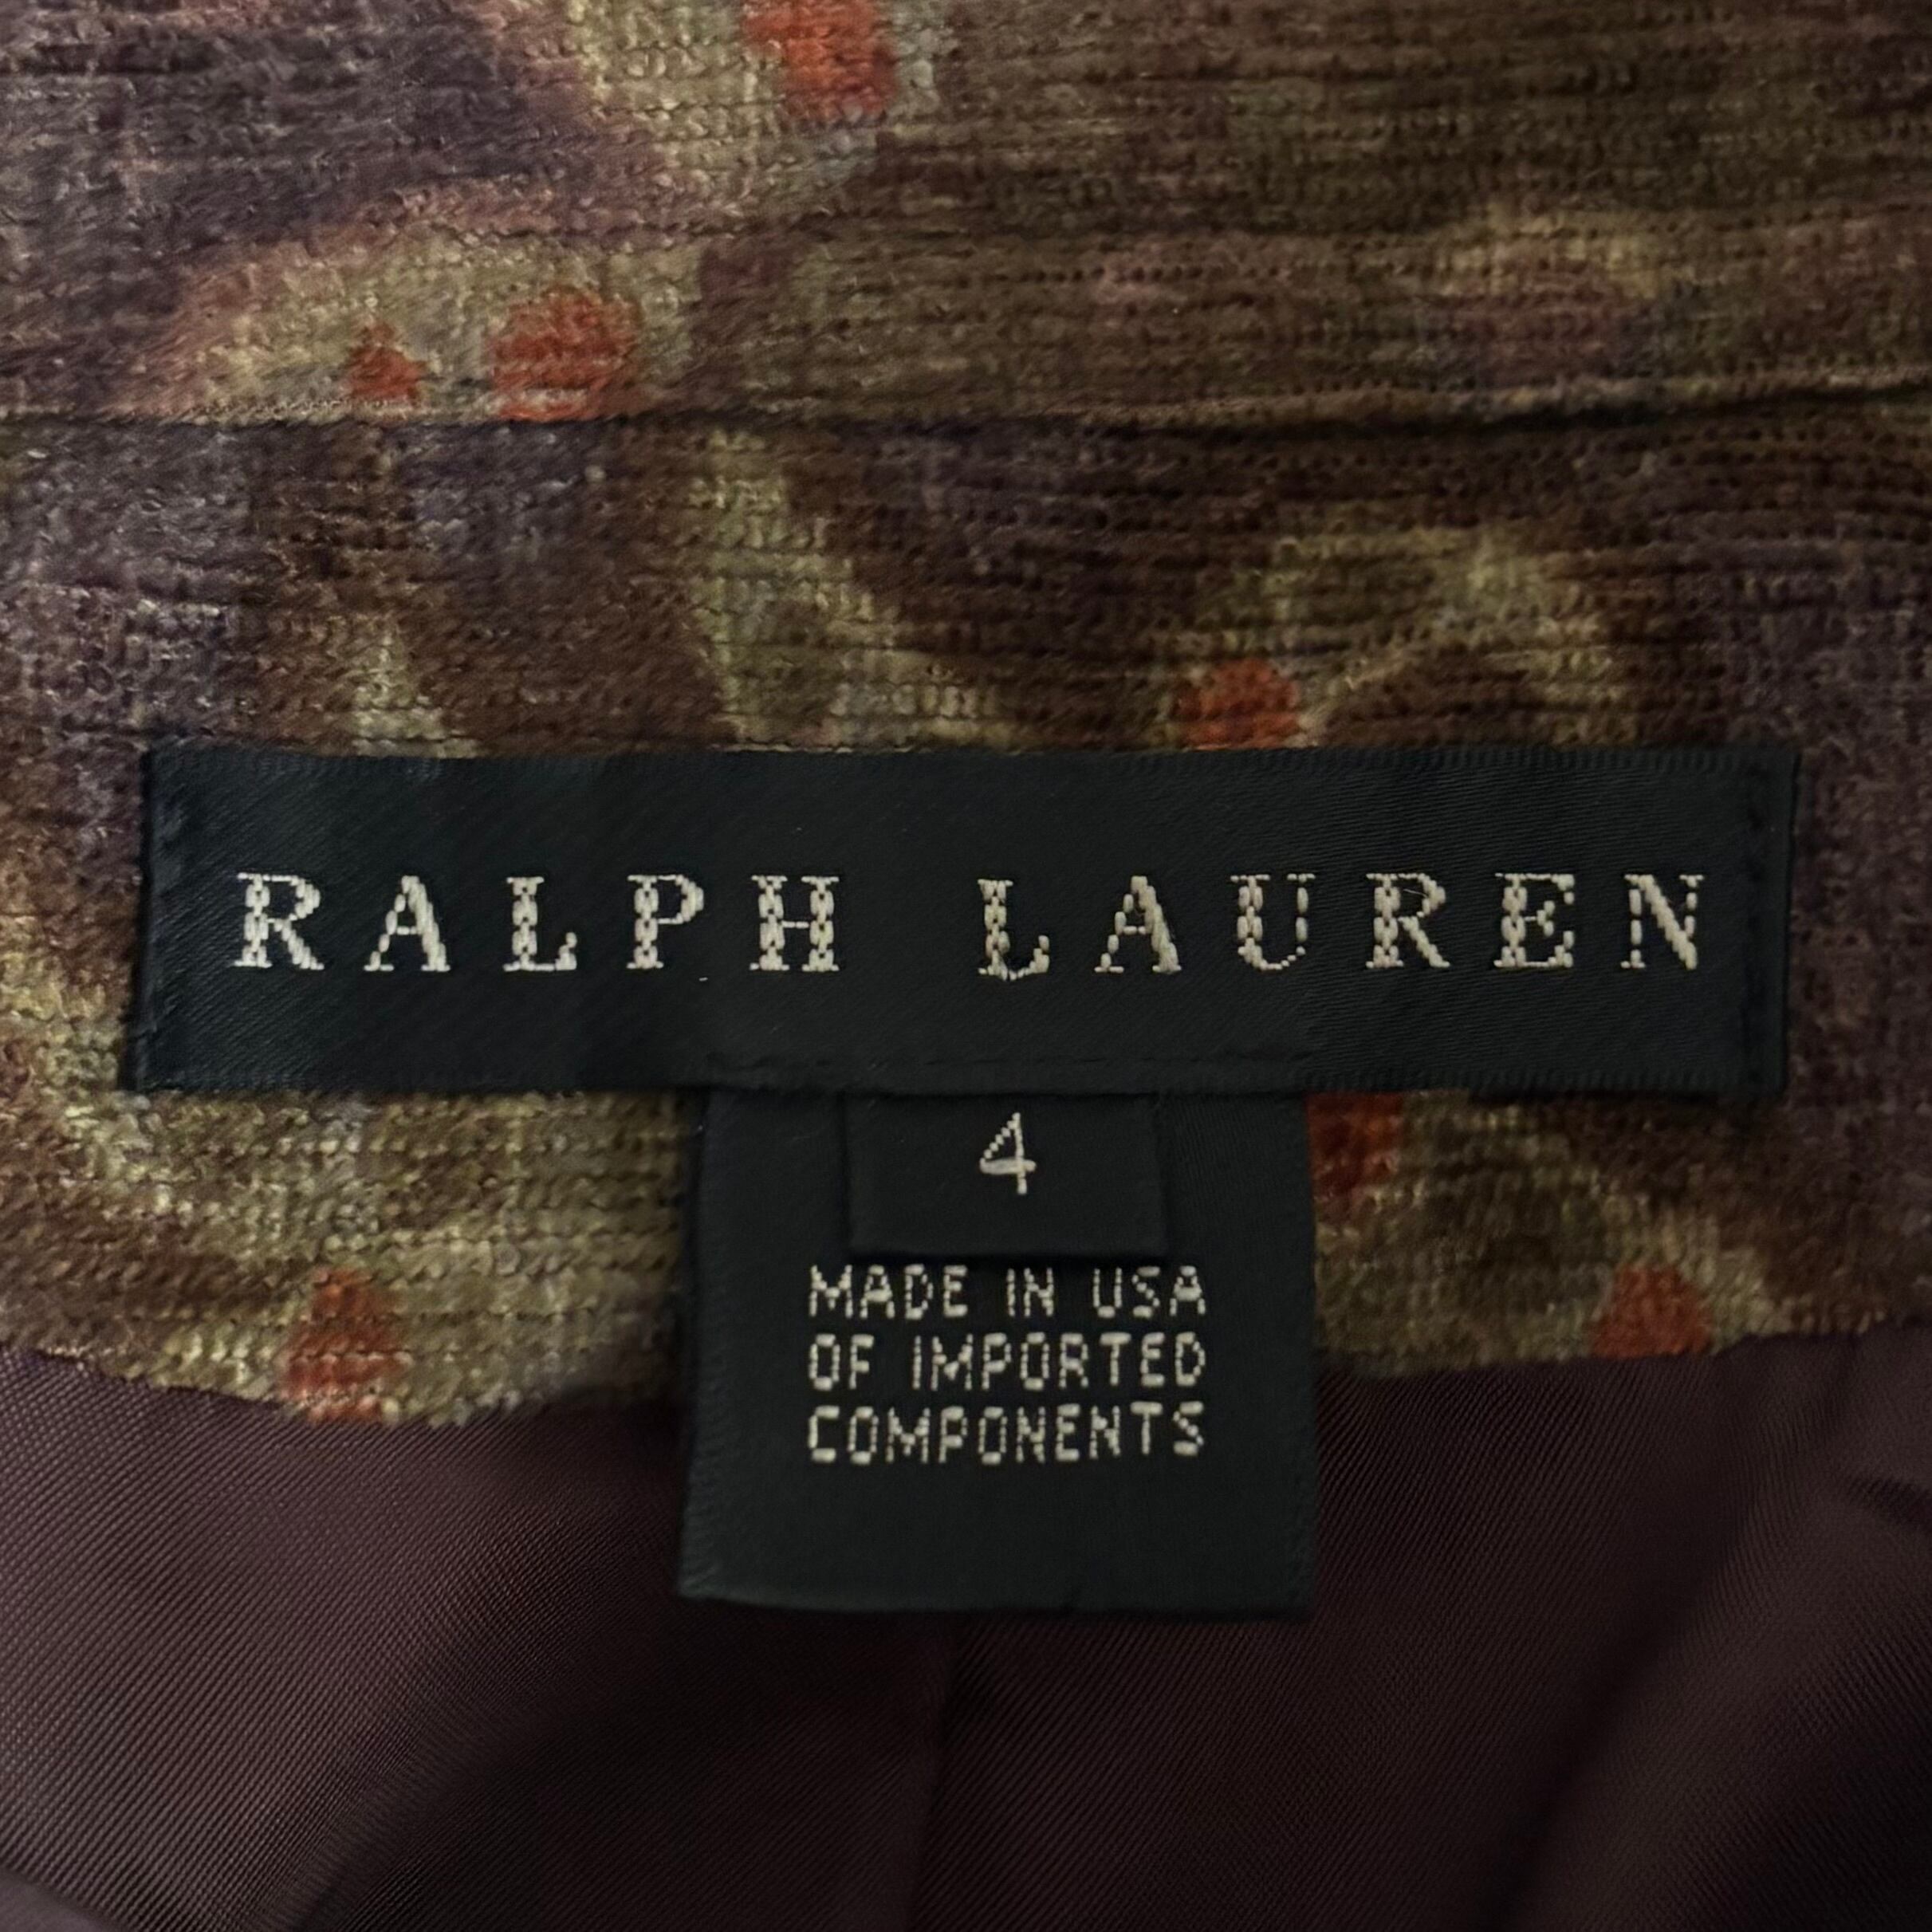 RALPH LAUREN
4
MADE IN USA
OF IMPORTED
COMPONENTS